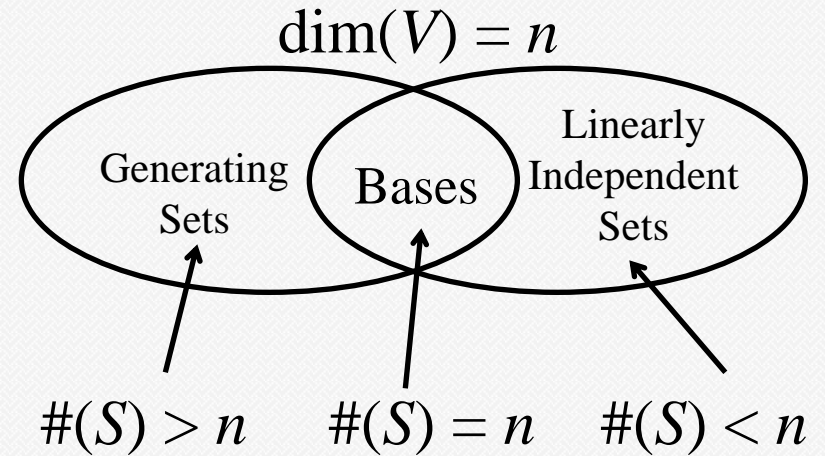 dim(V) = n
Generating
Sets
Bases
Linearly
Independent
Sets
#(S) > n
#(S) = n
#(S) < n